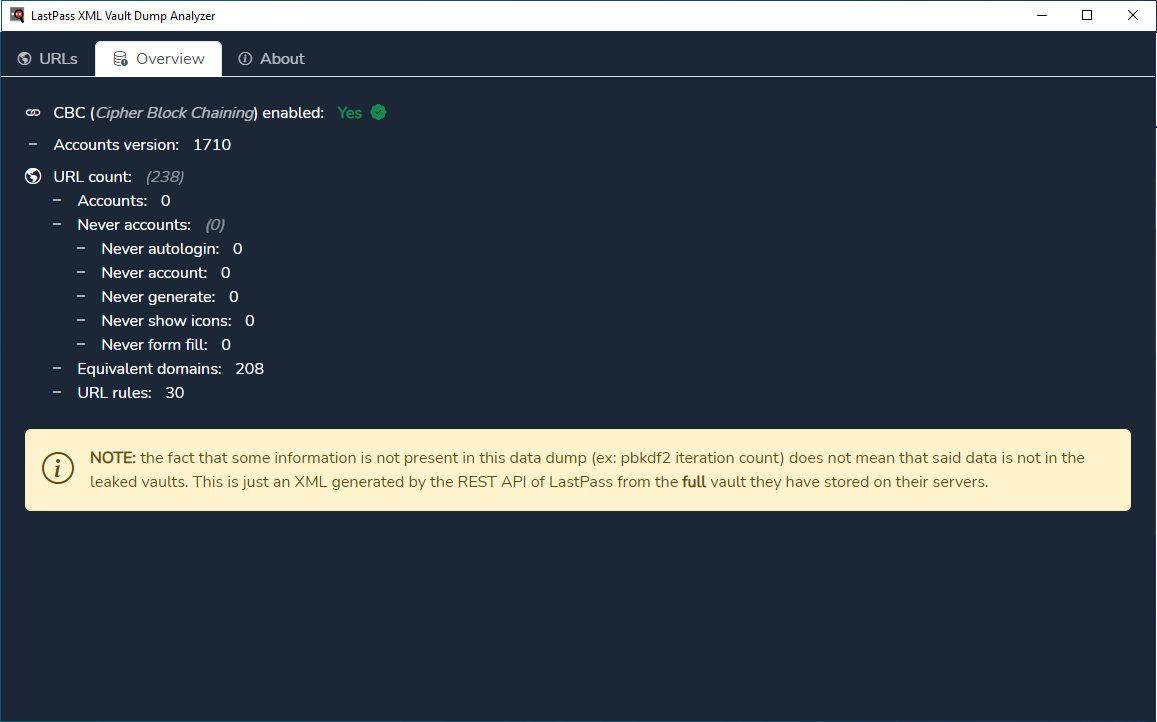 LastPass XML Vault Dump Analyzer
URLs Overview About
CBC (Cipher Block Chaining) enabled: Yes
– Accounts version: 1710
URL count: (238)
– Accounts: 0
– Never accounts: (0)
– Never autologin: 0
– Never account: 0
– Never generate: 0
– Never show icons: 0
– Never form fill: 0
– Equivalent domains: 208
– URL rules: 30
NOTE: the fact that some information is not present in this data dump (ex: pbkdf2 iteration count) does not mean that said data is not in the
leaked vaults. This is just an XML generated by the REST API of LastPass from the full vault they have stored on their servers.